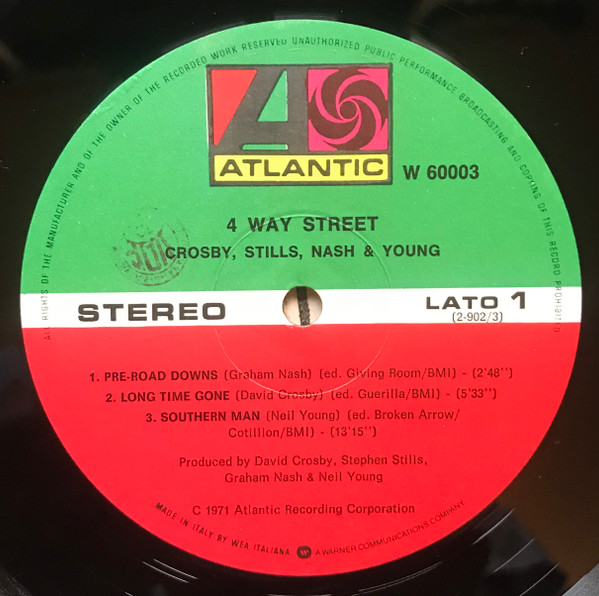 ALL RIGHTS OF THE MANUFACTURER AND OF THE OWNER OF THE RECORDED WORK RESERVED UNAUTHORIZED PUBLIC PERFORMANCE BROADCASTING AND COPYING OF THIS RECORD PROHIBITED
ATLANTIC
W 60003
4 WAY STREET
CROSBY, STILLS, NASH & YOUNG
STEREO
LATO 1
(2-902/3)
1. PRE-ROAD DOWNS (Graham Nash) (ed. Giving Room/BMI) - (2'48'')
2. LONG TIME GONE (David Crosby) (ed. Guerilla/BMI) - (5'33'')
3. SOUTHERN MAN (Neil Young) (ed. Broken Arrow/
Cotillion/BMI) - (13'15'')
Produced by David Crosby, Stephen Stills,
Graham Nash & Neil Young
C 1971 Atlantic Recording Corporation
MADE IN ITALY BY WEA ITALIANA A WARNER COMMUNICATIONS COMPANY